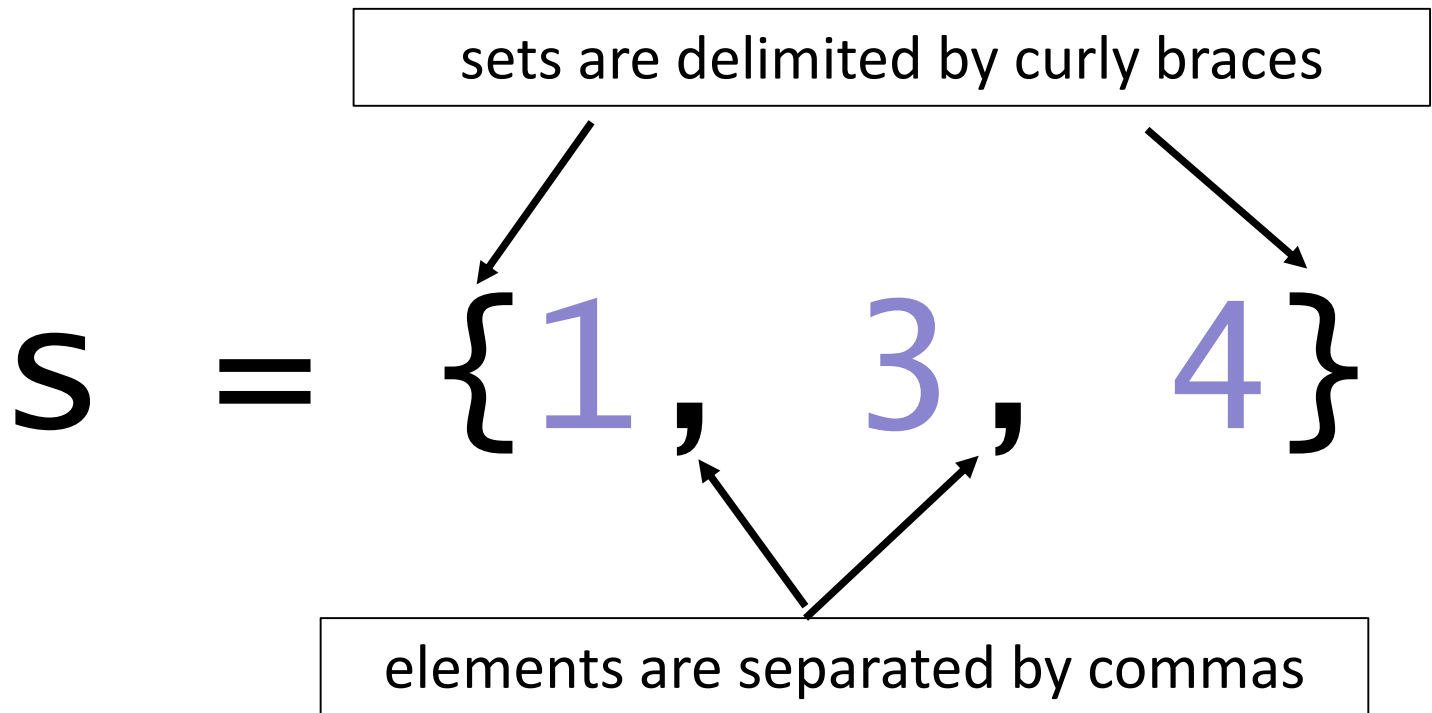 sets are delimited by curly braces
s = {1, 3, 4}
elements are separated by commas